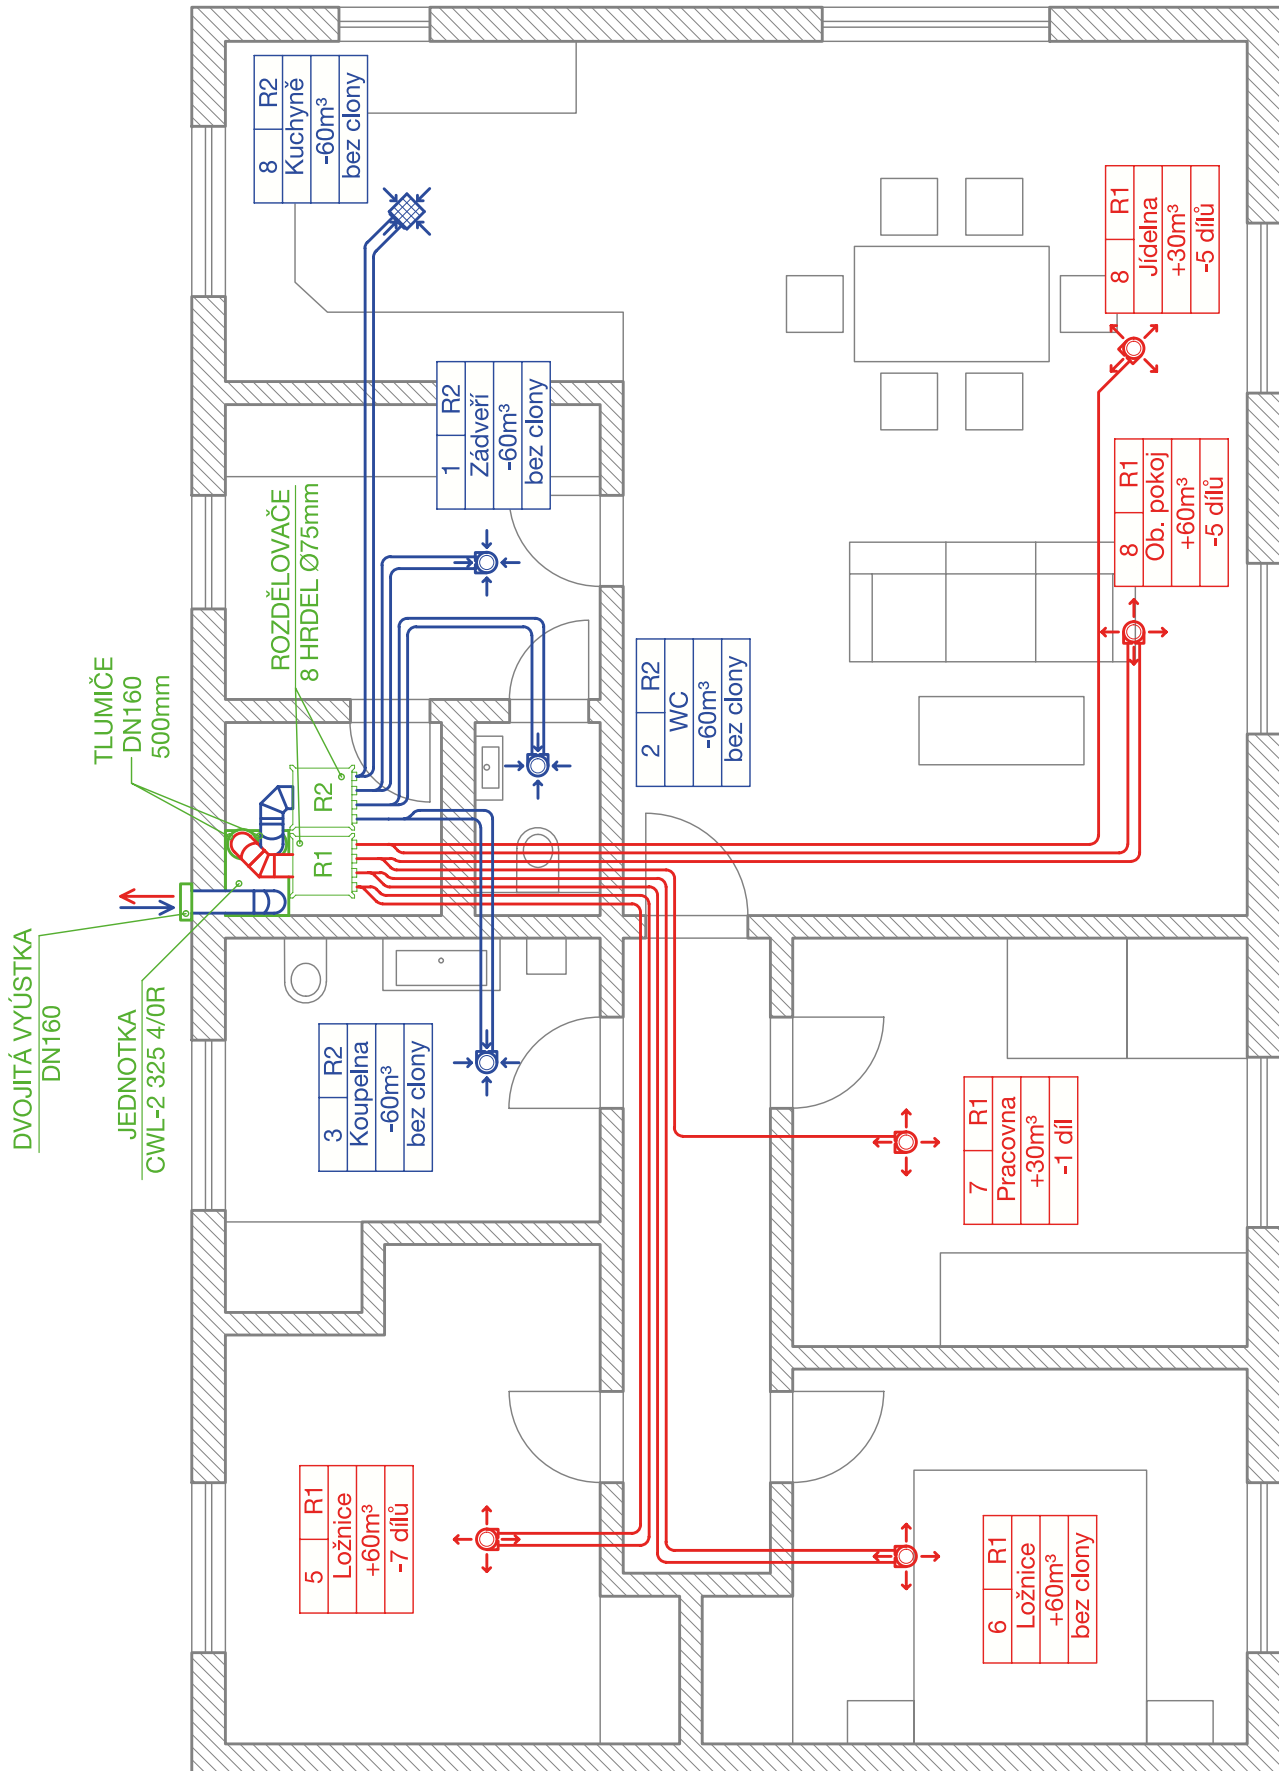 DVOJITÁ VYÚSTKA
DN160
JEDNOTKA
CWL-2 325 4/0R
TLUMIČE
DN160
500mm
ROZDĚLOVAČE
8 HRDEL Ø75mm
R1
R2
8 R2
Kuchyně
-60m³
bez clony
1 R2
Zádveří
-60m³
bez clony
2 R2
WC
-60m³
bez clony
3 R2
Koupelna
-60m³
bez clony
5 R1
Ložnice
+60m³
-7 dílů
6 R1
Ložnice
+60m³
bez clony
7 R1
Pracovna
+30m³
-1 díl
8 R1
Ob. pokoj
+60m³
-5 dílů
8 R1
Jídelna
+30m³
-5 dílů